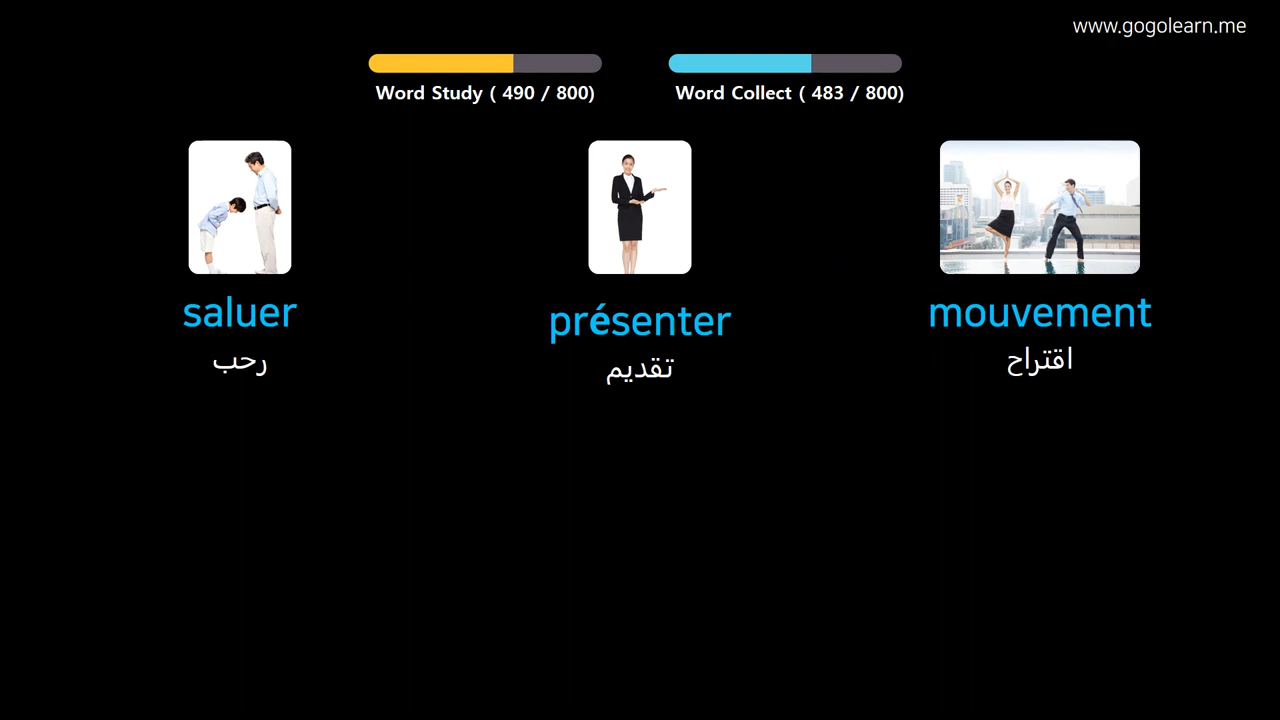 www.gogolearn.me
Word Study ( 490 / 800)
Word Collect ( 483 / 800)
saluer
رحب
présenter
تقديم
mouvement
اقتراح